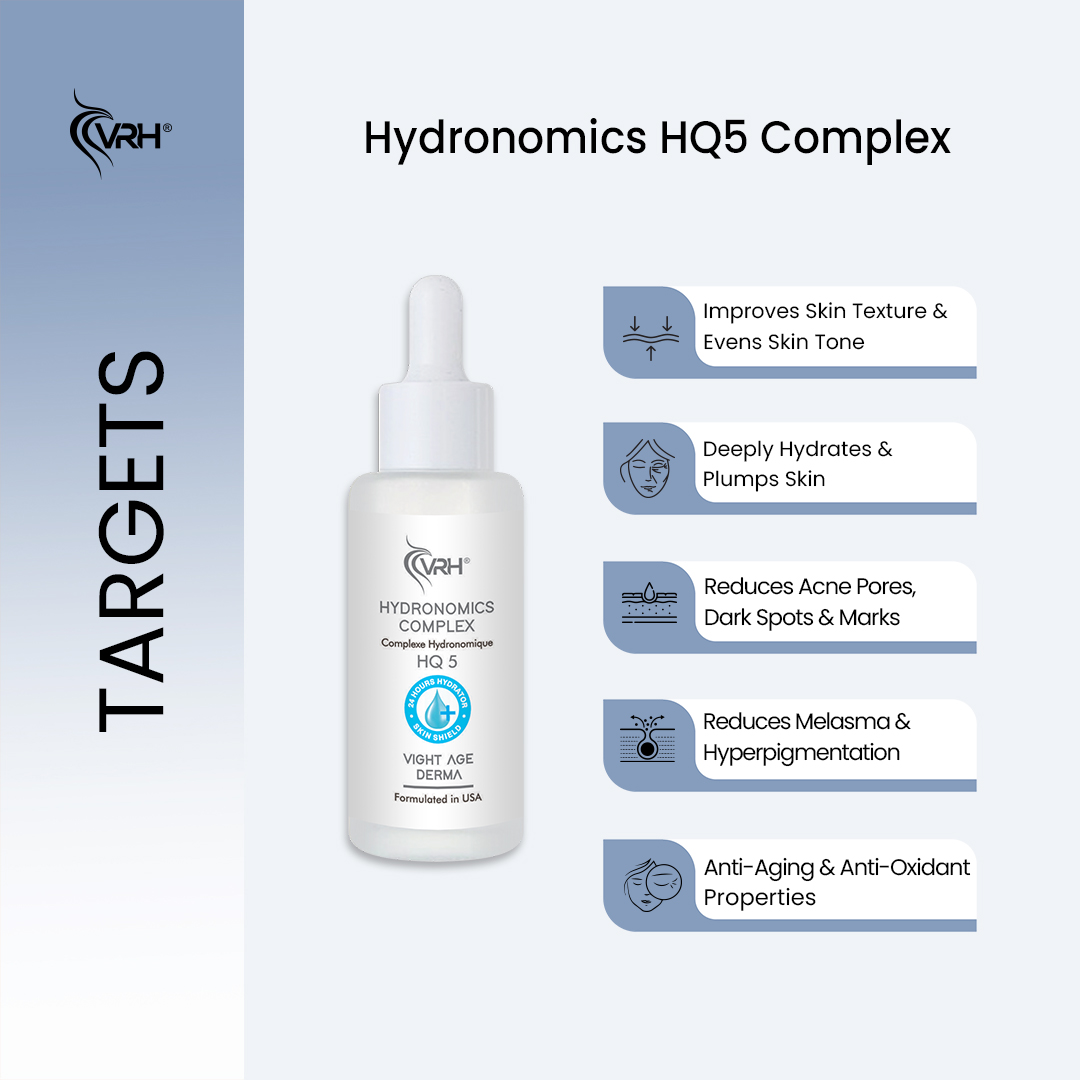 VRH®
TARGETS
Hydronomics HQ5 Complex
VRH®
HYDRONOMICS
COMPLEX
Complexe Hydronomique
HQ 5
24 HOURS HYDRATOR
SKIN SHIELD
VIGHT AGE
DERMA
Formulated in USA
Improves Skin Texture &
Evens Skin Tone
Deeply Hydrates &
Plumps Skin
Reduces Acne Pores,
Dark Spots & Marks
Reduces Melasma &
Hyperpigmentation
Anti-Aging & Anti-Oxidant
Properties